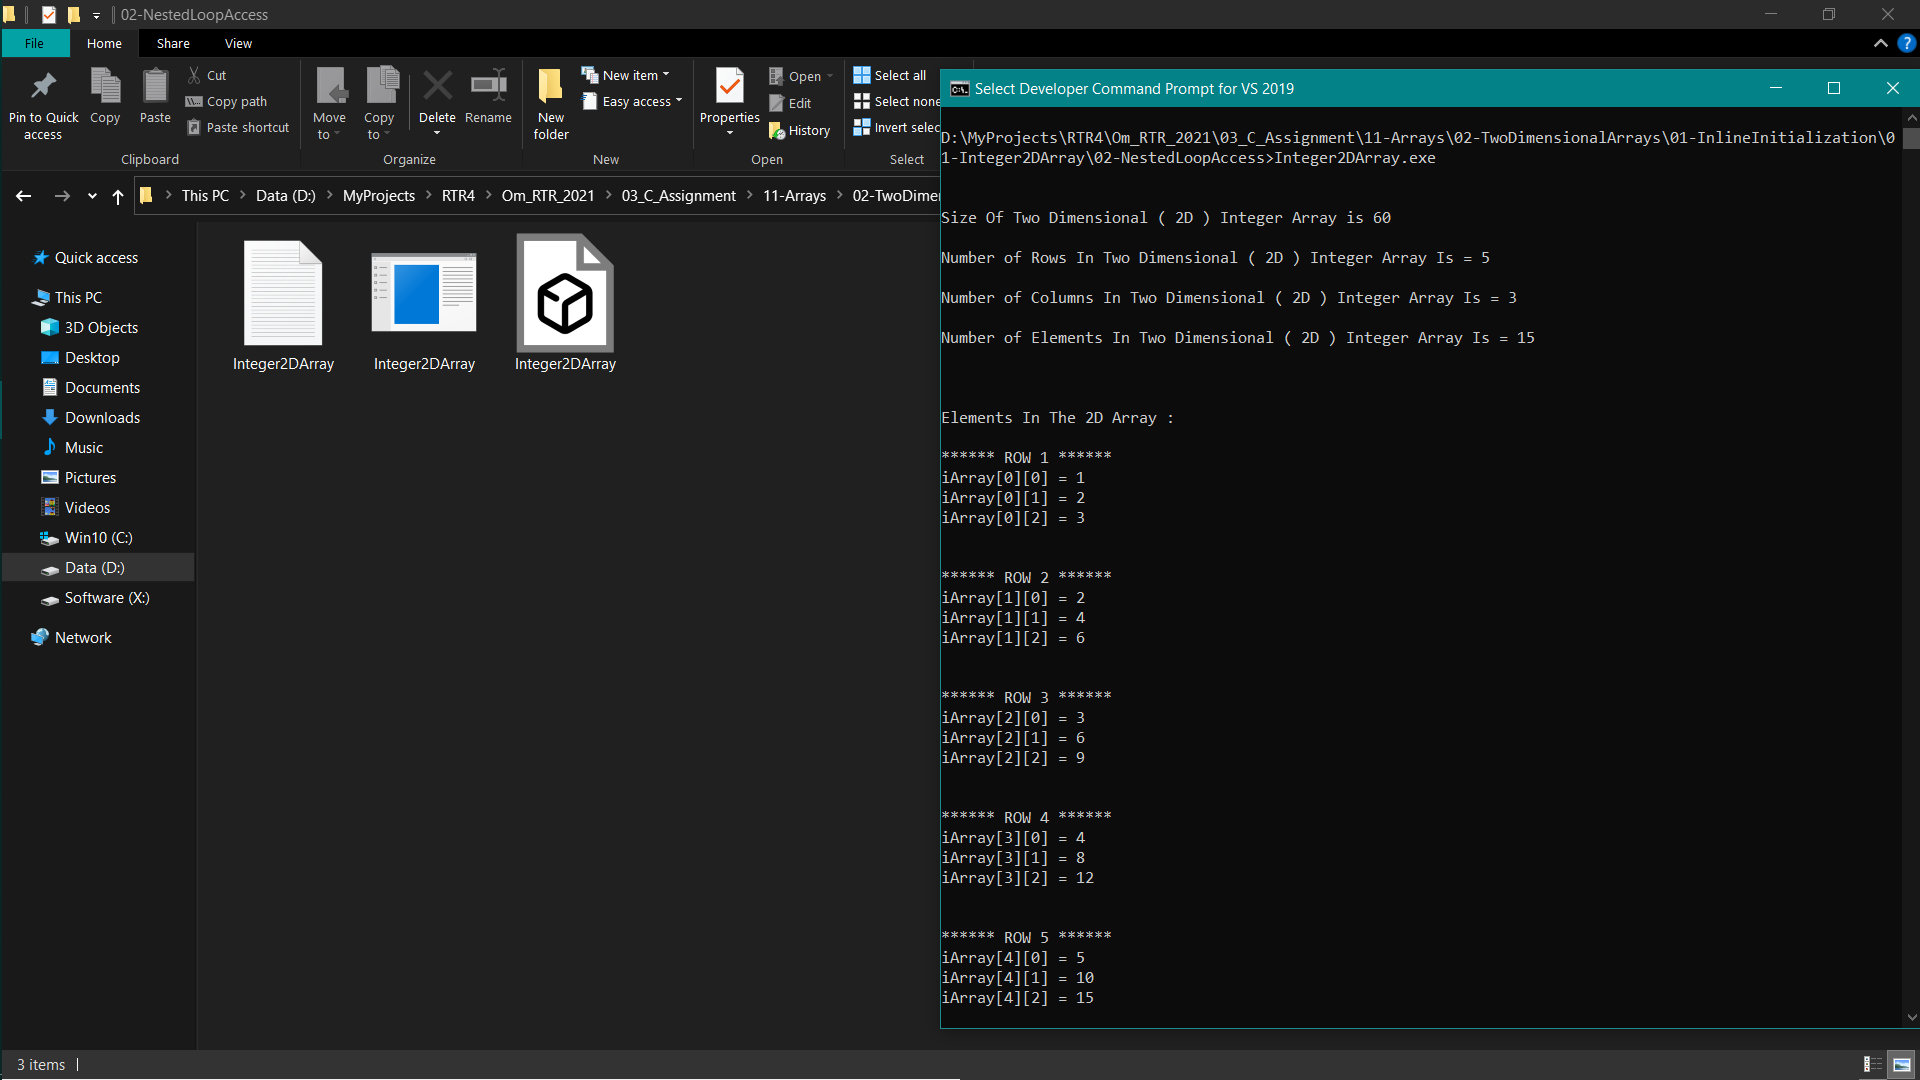 02-NestedLoopAccess
File Home Share View
Pin to Quick access
Copy
Paste
Cut
Copy path
Paste shortcut
Clipboard
Move to
Copy to
Delete
Rename
Organize
New folder
New item
Easy access
New
Properties
Open
Edit
History
Open
Select all
Select none
Invert selec
Select
This PC > Data (D:) > MyProjects > RTR4 > Om_RTR_2021 > 03_C_Assignment > 11-Arrays > 02-TwoDimen
Quick access
This PC
3D Objects
Desktop
Documents
Downloads
Music
Pictures
Videos
Win10 (C:)
Data (D:)
Software (X:)
Network
Integer2DArray
Integer2DArray
Integer2DArray
3 items
Select Developer Command Prompt for VS 2019
D:\MyProjects\RTR4\Om_RTR_2021\03_C_Assignment\11-Arrays\02-TwoDimensionalArrays\01-InlineInitialization\0
1-Integer2DArray\02-NestedLoopAccess>Integer2DArray.exe
Size Of Two Dimensional ( 2D ) Integer Array is 60
Number of Rows In Two Dimensional ( 2D ) Integer Array Is = 5
Number of Columns In Two Dimensional ( 2D ) Integer Array Is = 3
Number of Elements In Two Dimensional ( 2D ) Integer Array Is = 15
Elements In The 2D Array :
****** ROW 1 ******
iArray[0][0] = 1
iArray[0][1] = 2
iArray[0][2] = 3
****** ROW 2 ******
iArray[1][0] = 2
iArray[1][1] = 4
iArray[1][2] = 6
****** ROW 3 ******
iArray[2][0] = 3
iArray[2][1] = 6
iArray[2][2] = 9
****** ROW 4 ******
iArray[3][0] = 4
iArray[3][1] = 8
iArray[3][2] = 12
****** ROW 5 ******
iArray[4][0] = 5
iArray[4][1] = 10
iArray[4][2] = 15